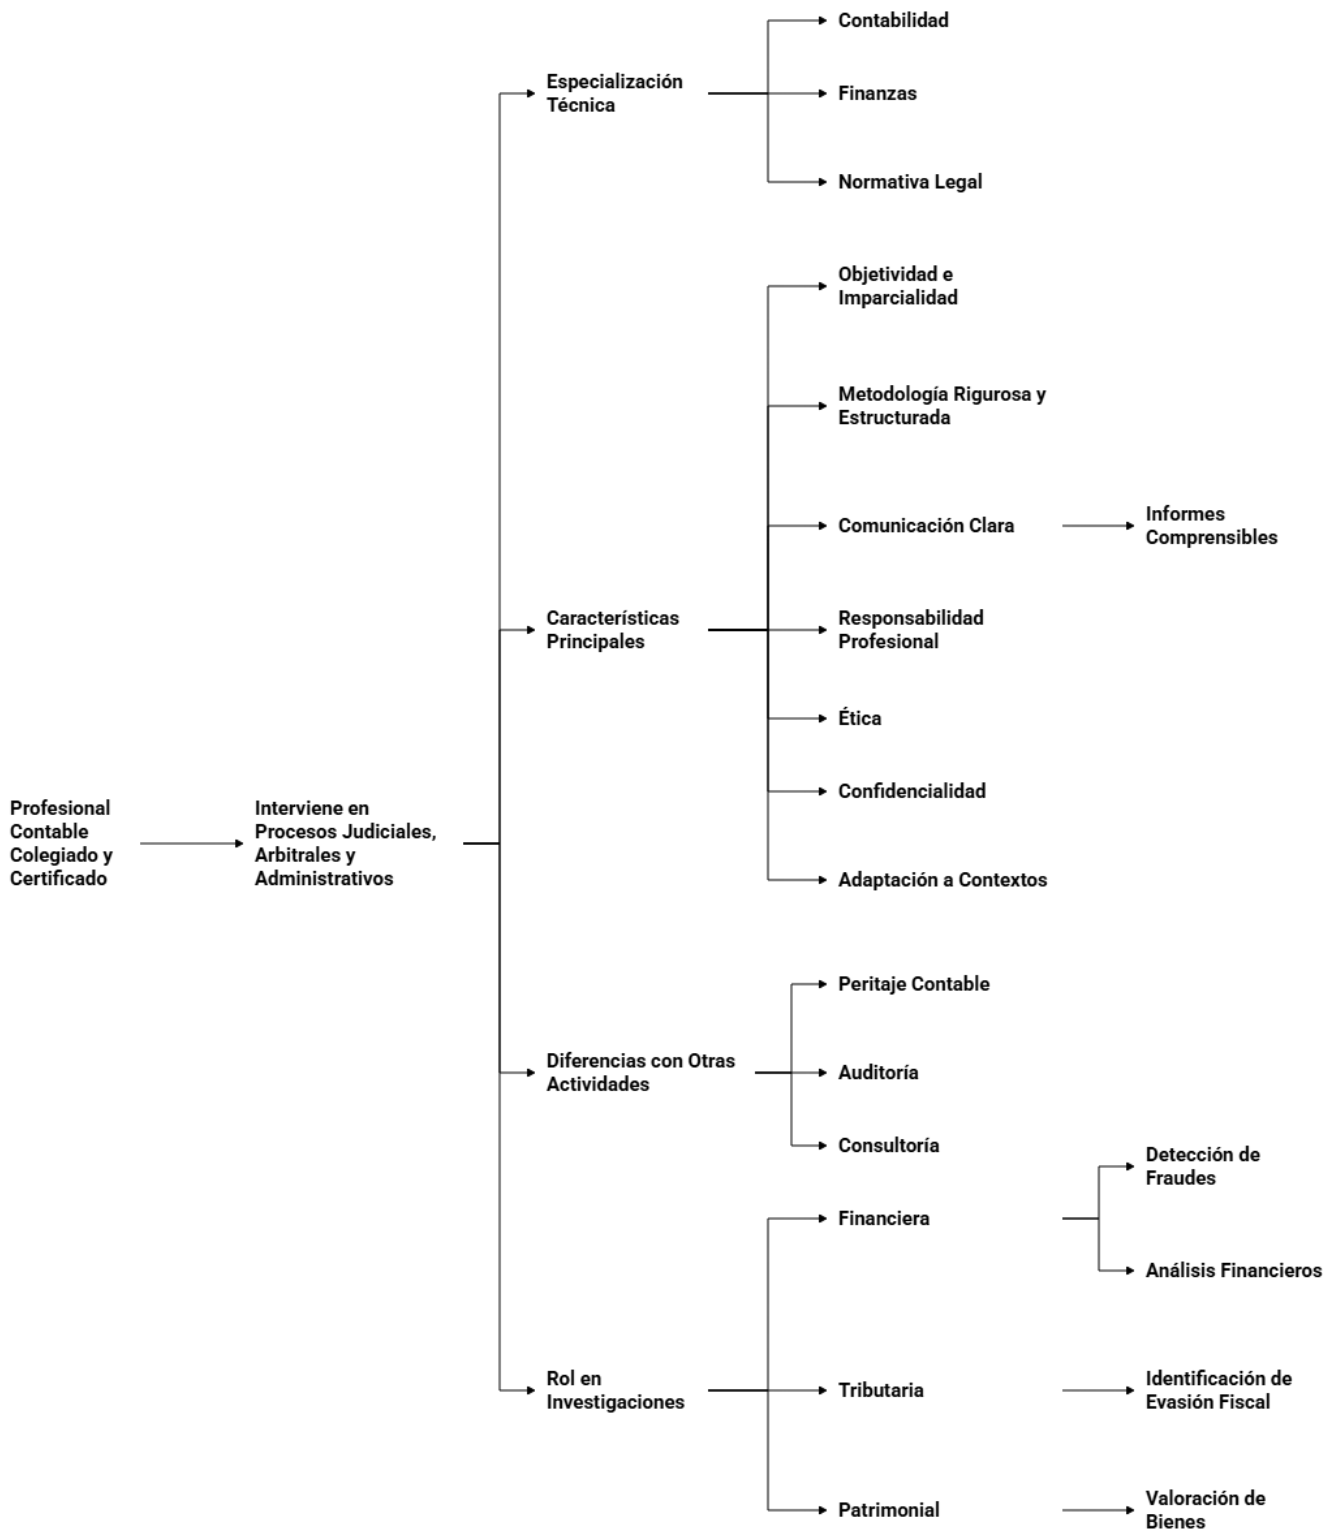 Profesional
Contable
Colegiado y
Certificado
Interviene en
Procesos Judiciales,
Arbitrales y
Administrativos
Especialización
Técnica
Contabilidad
Finanzas
Normativa Legal
Características
Principales
Objetividad e
Imparcialidad
Metodología Rigurosa y
Estructurada
Comunicación Clara
Informes
Comprensibles
Responsabilidad
Profesional
Ética
Confidencialidad
Adaptación a Contextos
Diferencias con Otras
Actividades
Peritaje Contable
Auditoría
Consultoría
Rol en
Investigaciones
Financiera
Detección de
Fraudes
Análisis Financieros
Tributaria
Identificación de
Evasión Fiscal
Patrimonial
Valoración de
Bienes